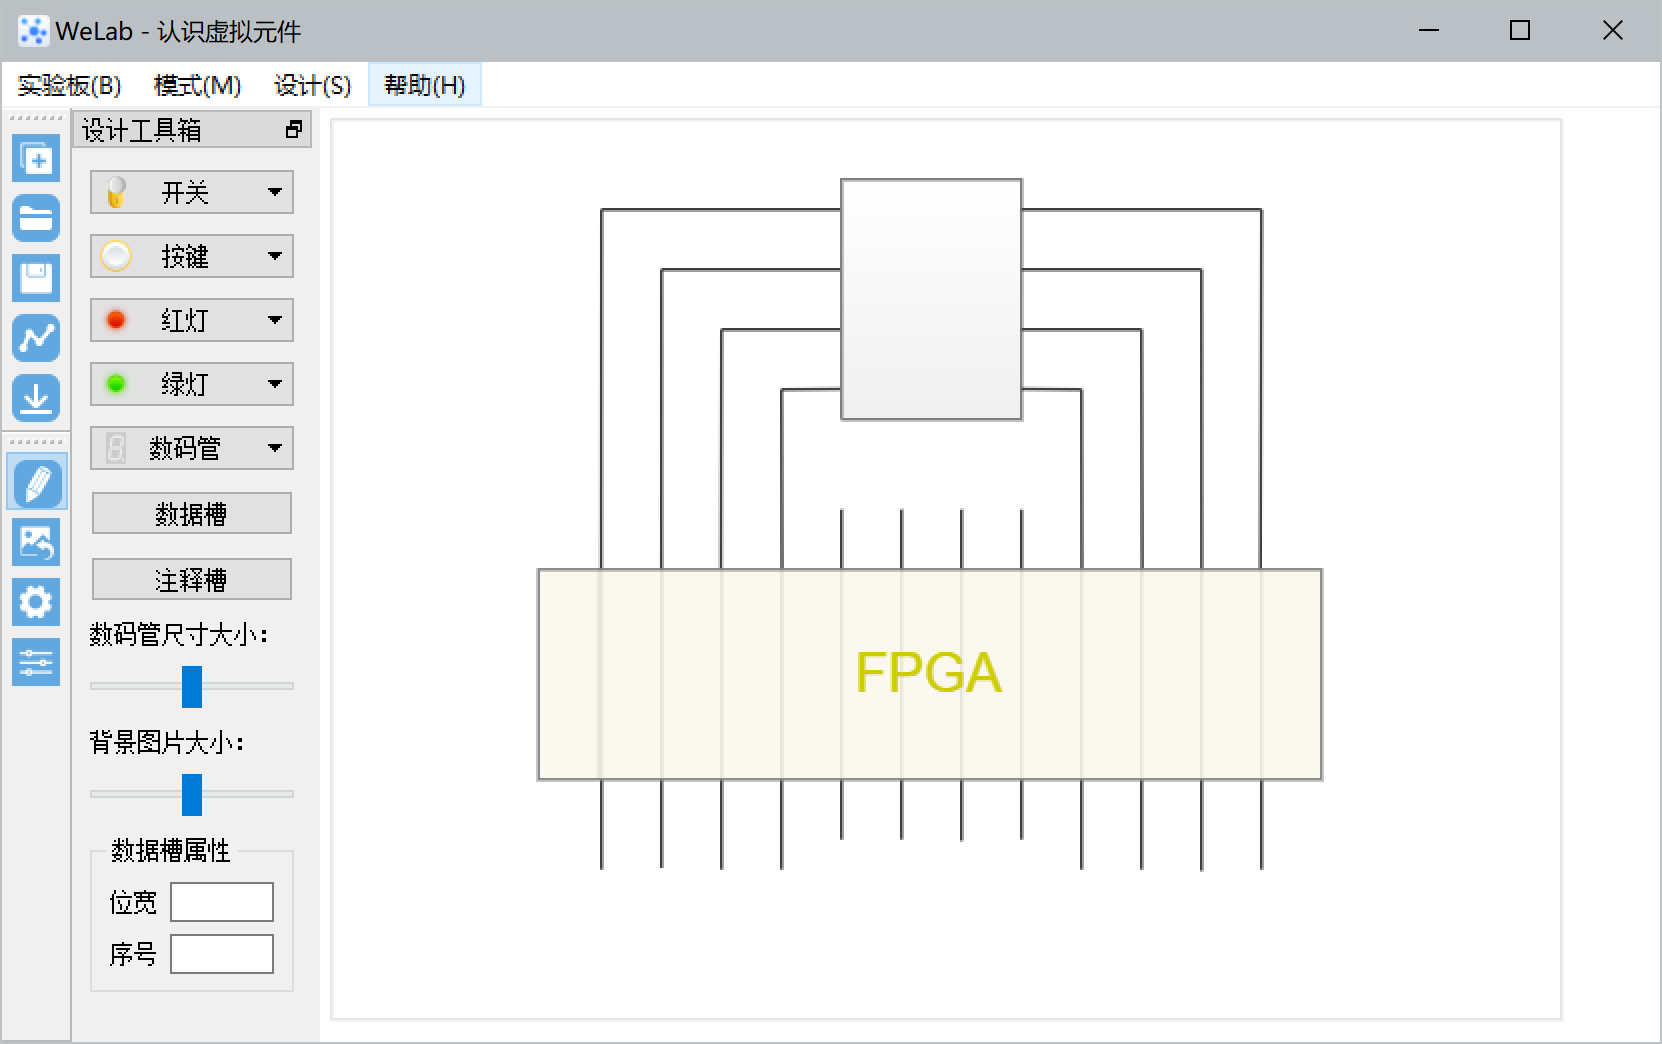 WeLab - 认识虚拟元件
实验板(B) 模式(M) 设计(S) 帮助(H)
设计工具箱
开关
按键
红灯
绿灯
数码管
数据槽
注释槽
数码管尺寸大小:
背景图片大小:
数据槽属性
位宽
序号
FPGA